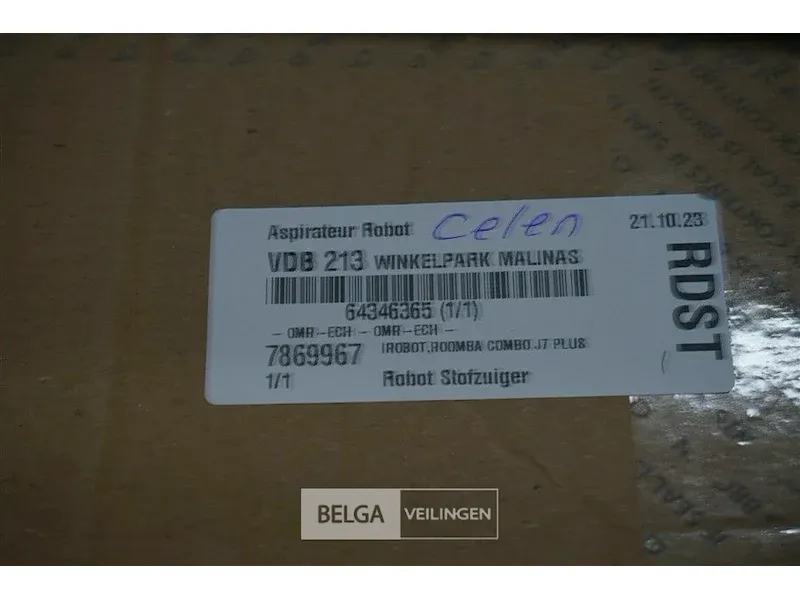 Aspirateur Robot Celen 21.10.23
VDB 213 WINKELPARK MALINAS
64346365 (1/1)
- OMR-ECH - OMR-ECH -
7869967 IROBOT,ROOMBA COMBO J7 PLUS
1/1 Robot Stofzuiger
RDST
BELGA VEILINGEN